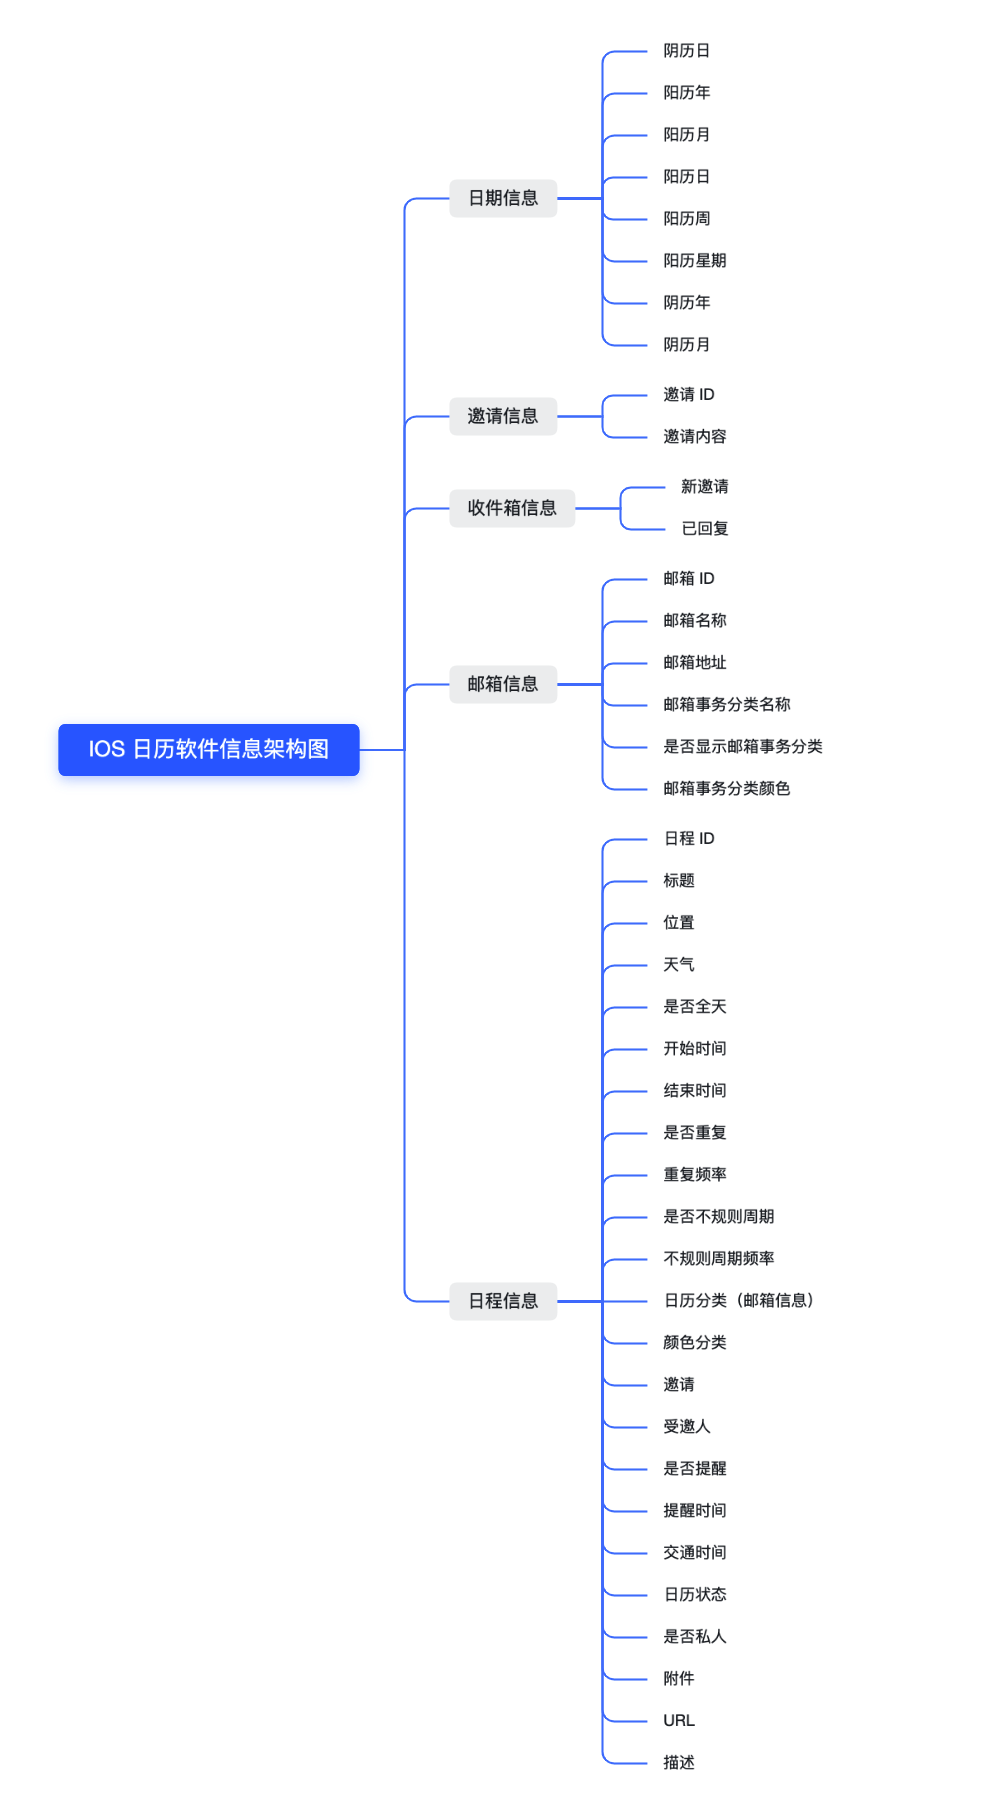 IOS 日历软件信息架构图
日期信息
阴历日
阳历年
阳历月
阳历日
阳历周
阳历星期
阴历年
阴历月
邀请信息
邀请 ID
邀请内容
收件箱信息
新邀请
已回复
邮箱信息
邮箱 ID
邮箱名称
邮箱地址
邮箱事务分类名称
是否显示邮箱事务分类
邮箱事务分类颜色
日程信息
日程 ID
标题
位置
天气
是否全天
开始时间
结束时间
是否重复
重复频率
是否不规则周期
不规则周期频率
日历分类（邮箱信息）
颜色分类
邀请
受邀人
是否提醒
提醒时间
交通时间
日历状态
是否私人
附件
URL
描述